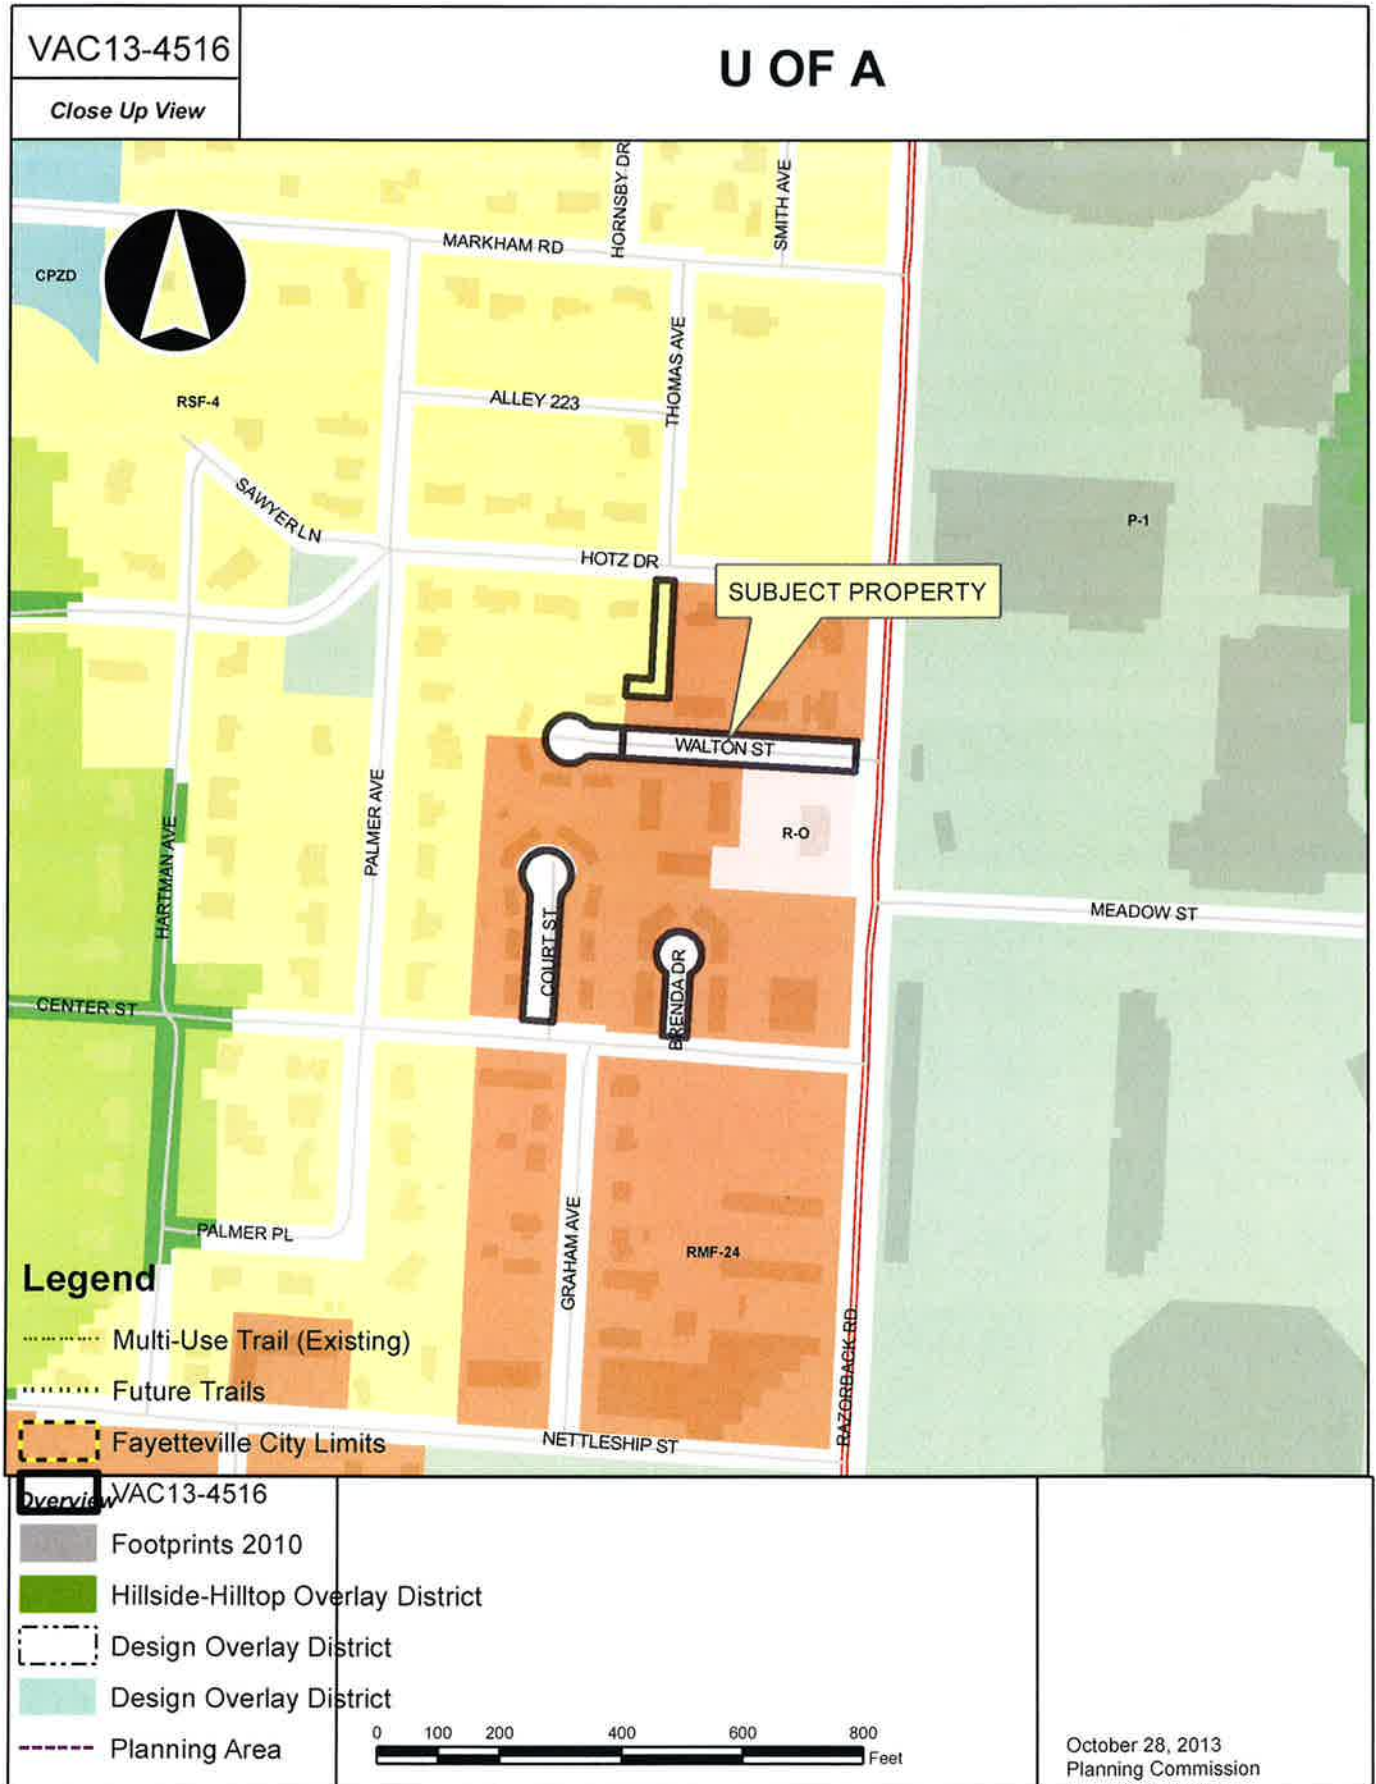 VAC13-4516
Close Up View
U OF A
HORNSBY DR
SMITH AVE
MARKHAM RD
CPZD
THOMAS AVE
RSF-4
ALLEY 223
SAWYER LN
P-1
HOTZ DR
SUBJECT PROPERTY
WALTON ST
PALMER AVE
R-O
HARTMAN AVE
MEADOW ST
COURT ST
BRENDA DR
CENTER ST
PALMER PL
GRAHAM AVE
RMF-24
RAZORBACK RD
NETTLESHIP ST
Legend
Multi-Use Trail (Existing)
Future Trails
Fayetteville City Limits
Overview
VAC13-4516
Footprints 2010
Hillside-Hilltop Overlay District
Design Overlay District
Design Overlay District
Planning Area
0 100 200 400 600 800
Feet
October 28, 2013
Planning Commission